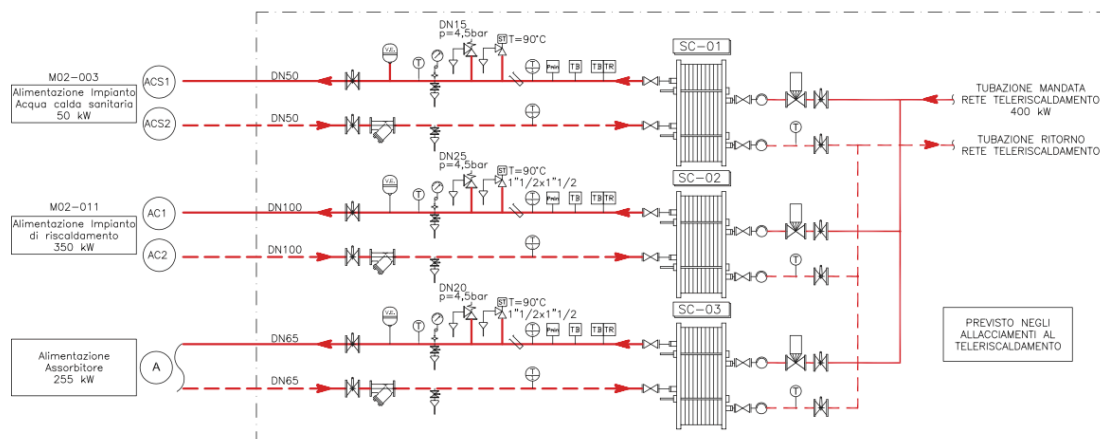 M02-003
Alimentazione Impianto
Acqua calda sanitaria
50 kW
ACS1
ACS2
DN50
DN50
V.E.
T
DN15
p=4,5bar
ST T=90°C
T
Pmin
TB
TB TR
T
SC-01
T
TUBAZIONE MANDATA
RETE TELERISCALDAMENTO
400 kW
TUBAZIONE RITORNO
RETE TELERISCALDAMENTO
M02-011
Alimentazione Impianto
di riscaldamento
350 kW
AC1
AC2
DN100
DN100
V.E.
T
DN25
p=4,5bar
ST T=90°C
1"1/2x1"1/2
T
Pmin
TB
TB TR
T
SC-02
T
Alimentazione
Assorbitore
255 kW
A
DN65
DN65
V.E.
T
DN20
p=4,5bar
ST T=90°C
1"1/2x1"1/2
T
Pmin
TB
TB TR
T
SC-03
T
PREVISTO NEGLI
ALLACCIAMENTI AL
TELERISCALDAMENTO